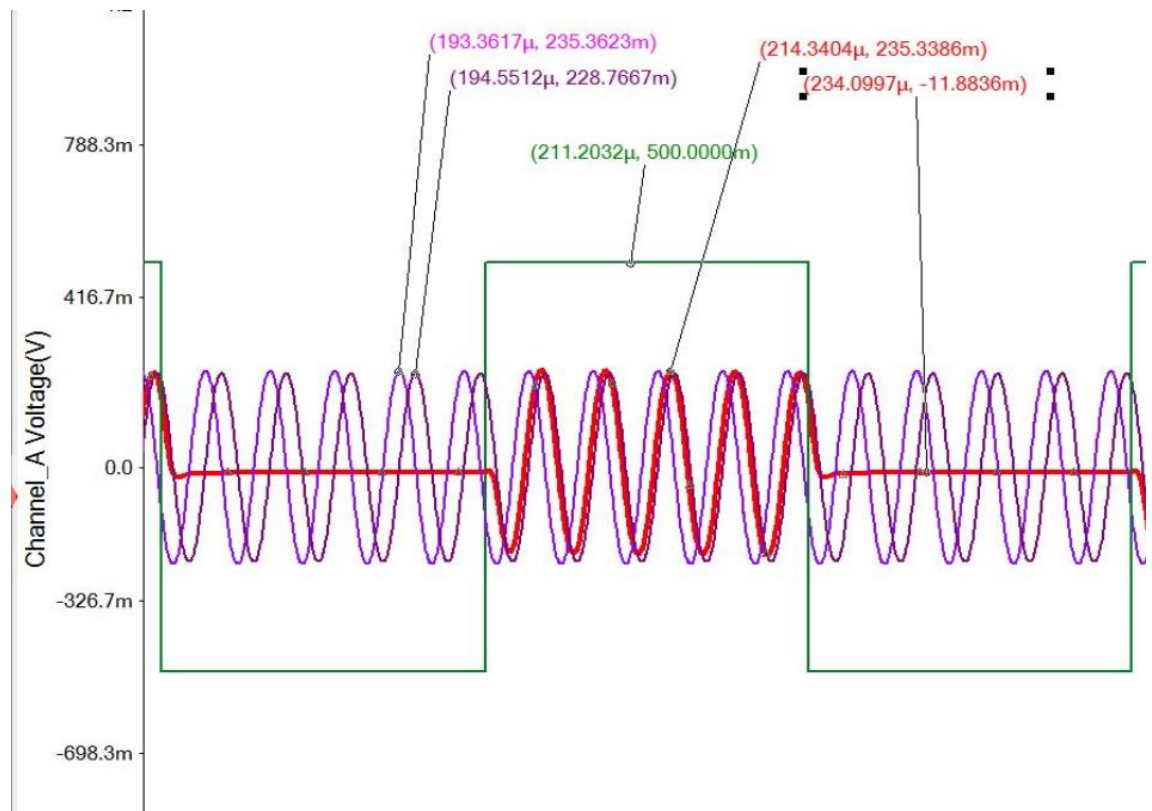 (193.3617µ, 235.3623m)
(214.3404µ, 235.3386m)
(194.5512µ, 228.7667m)
(234.0997µ, -11.8836m)
788.3m
(211.2032µ, 500.0000m)
416.7m
Channel_A Voltage(V)
0.0
-326.7m
-698.3m